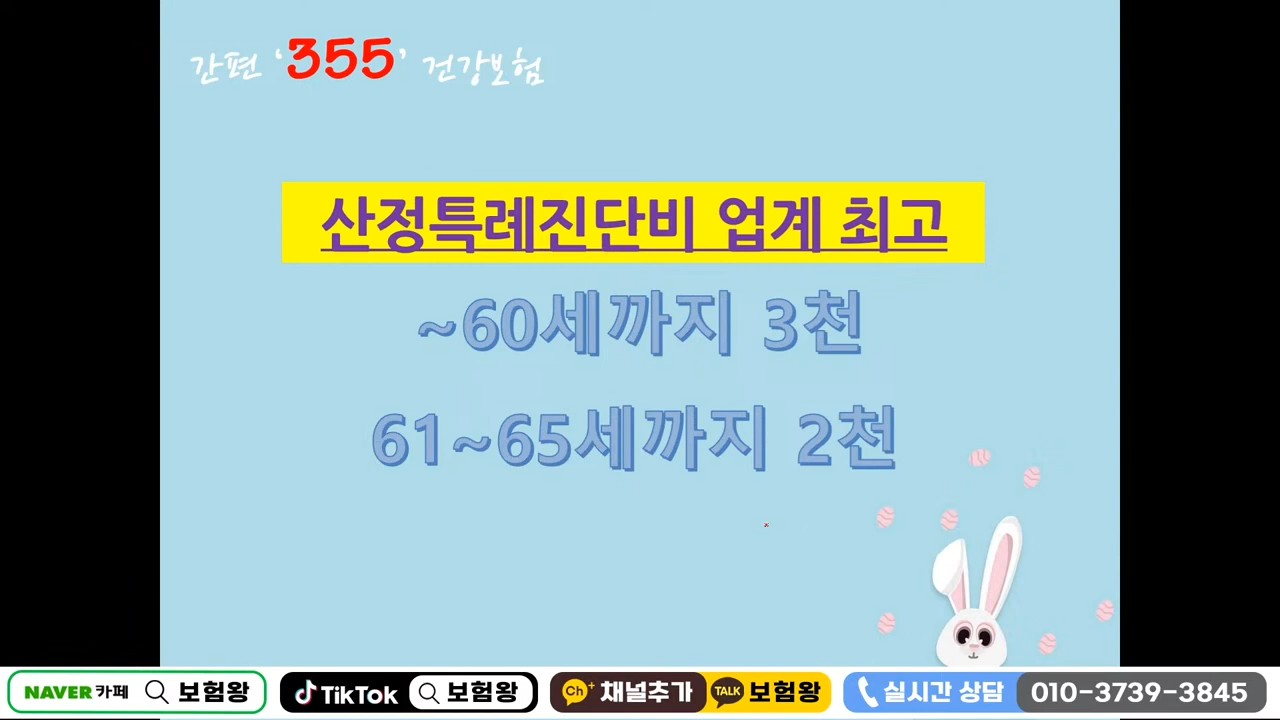 간편 '355' 건강보험
산정특례진단비 업계 최고
~60세까지 3천
61~65세까지 2천
NAVER 카페 보험왕 TikTok 보험왕 Ch+ 채널추가 TALK 보험왕 실시간 상담 010-3739-3845